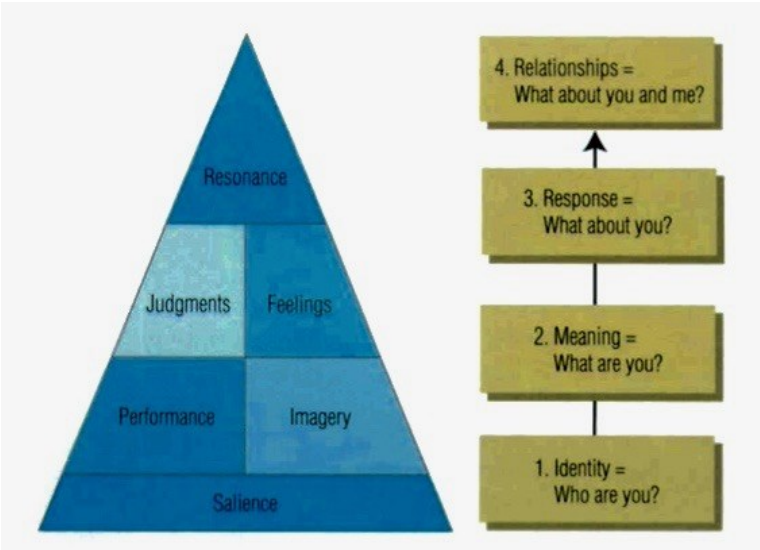 Resonance
Judgments
Feelings
Performance
Imagery
Salience
4. Relationships =
What about you and me?
3. Response =
What about you?
2. Meaning =
What are you?
1. Identity =
Who are you?